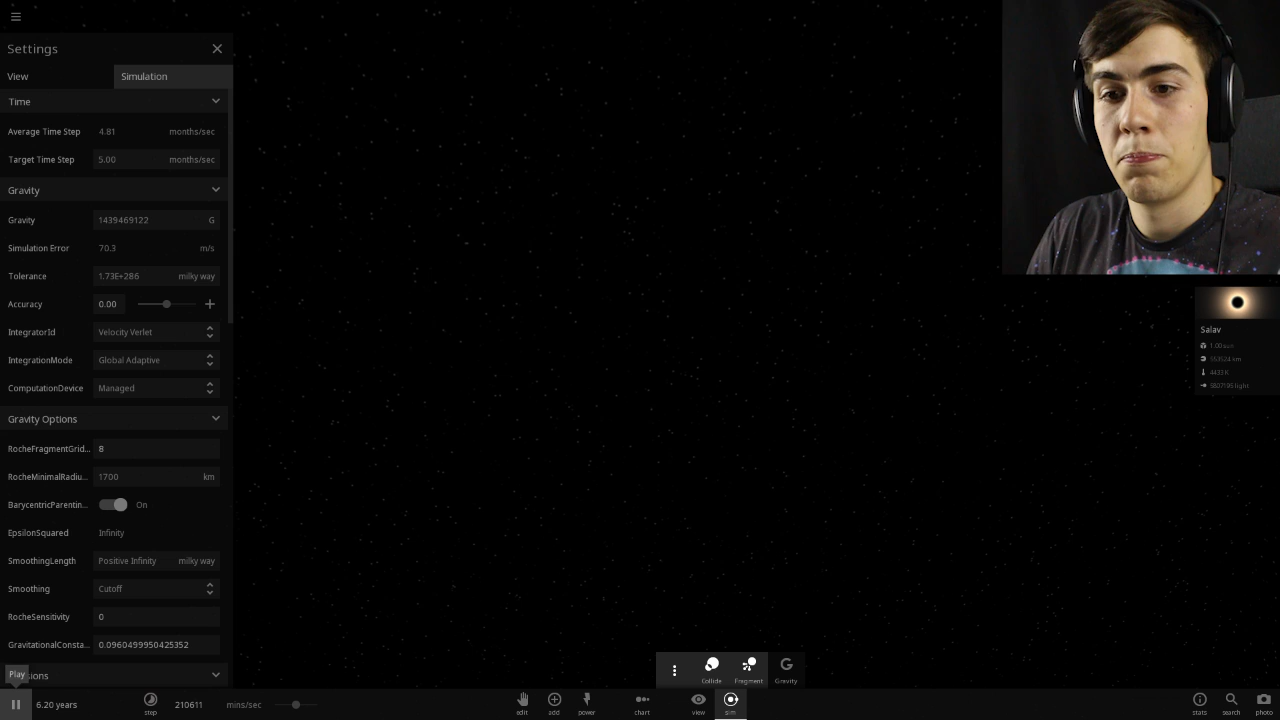 Settings
View Simulation
Time
Average Time Step 4.81 months/sec
Target Time Step 5.00 months/sec
Gravity
Gravity 1439469122 G
Simulation Error 70.3 m/s
Tolerance 1.73E+286 milky way
Accuracy 0.00
IntegratorId Velocity Verlet
IntegrationMode Global Adaptive
ComputationDevice Managed
Gravity Options
RocheFragmentGrid... 8
RocheMinimalRadiu... 1700 km
BarycentricParentin... On
EpsilonSquared Infinity
SmoothingLength Positive Infinity milky way
Smoothing Cutoff
RocheSensitivity 0
GravitationalConsta... 0.0960499950425352
Play
6.20 years
step
210611 mins/sec
Collide Fragment Gravity
edit add power chart view sim
stats search photo
Salav
1.00 sun
4433 K